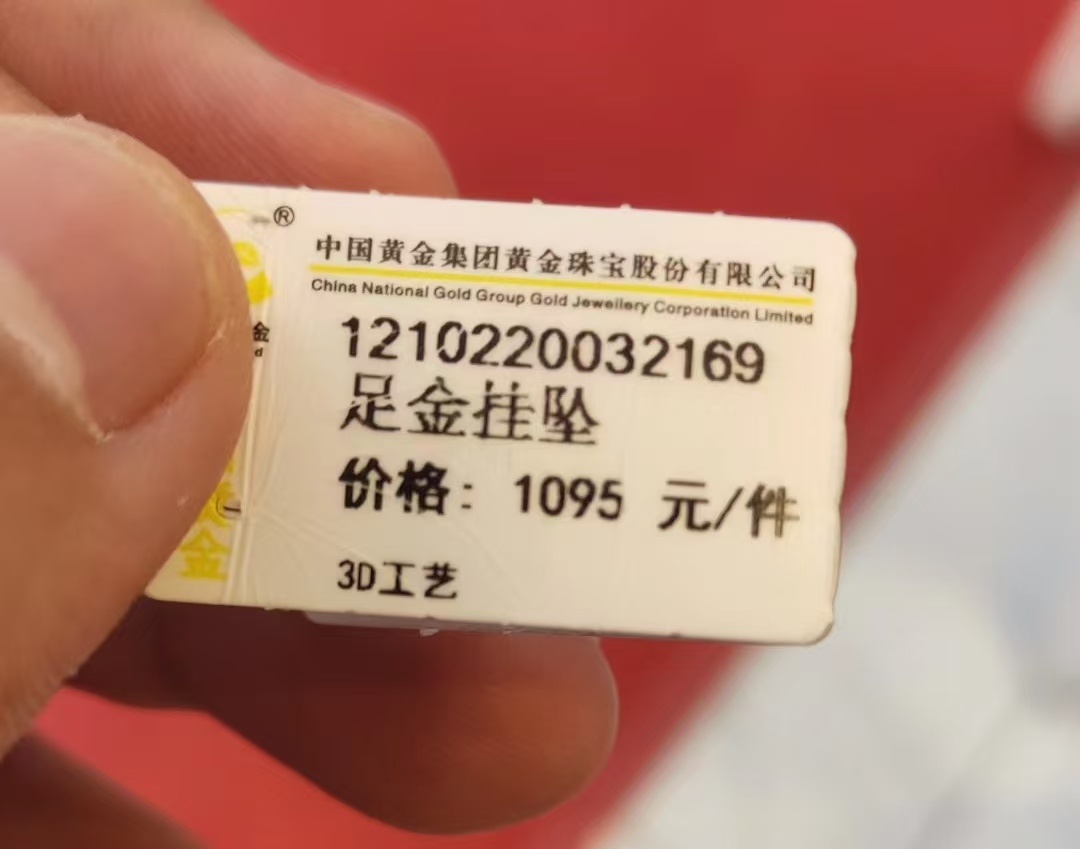 ®
中国黄金集团黄金珠宝股份有限公司
China National Gold Group Gold Jewellery Corporation Limited
金
d
1210220032169
足金挂坠
价格: 1095 元/件
金
3D工艺